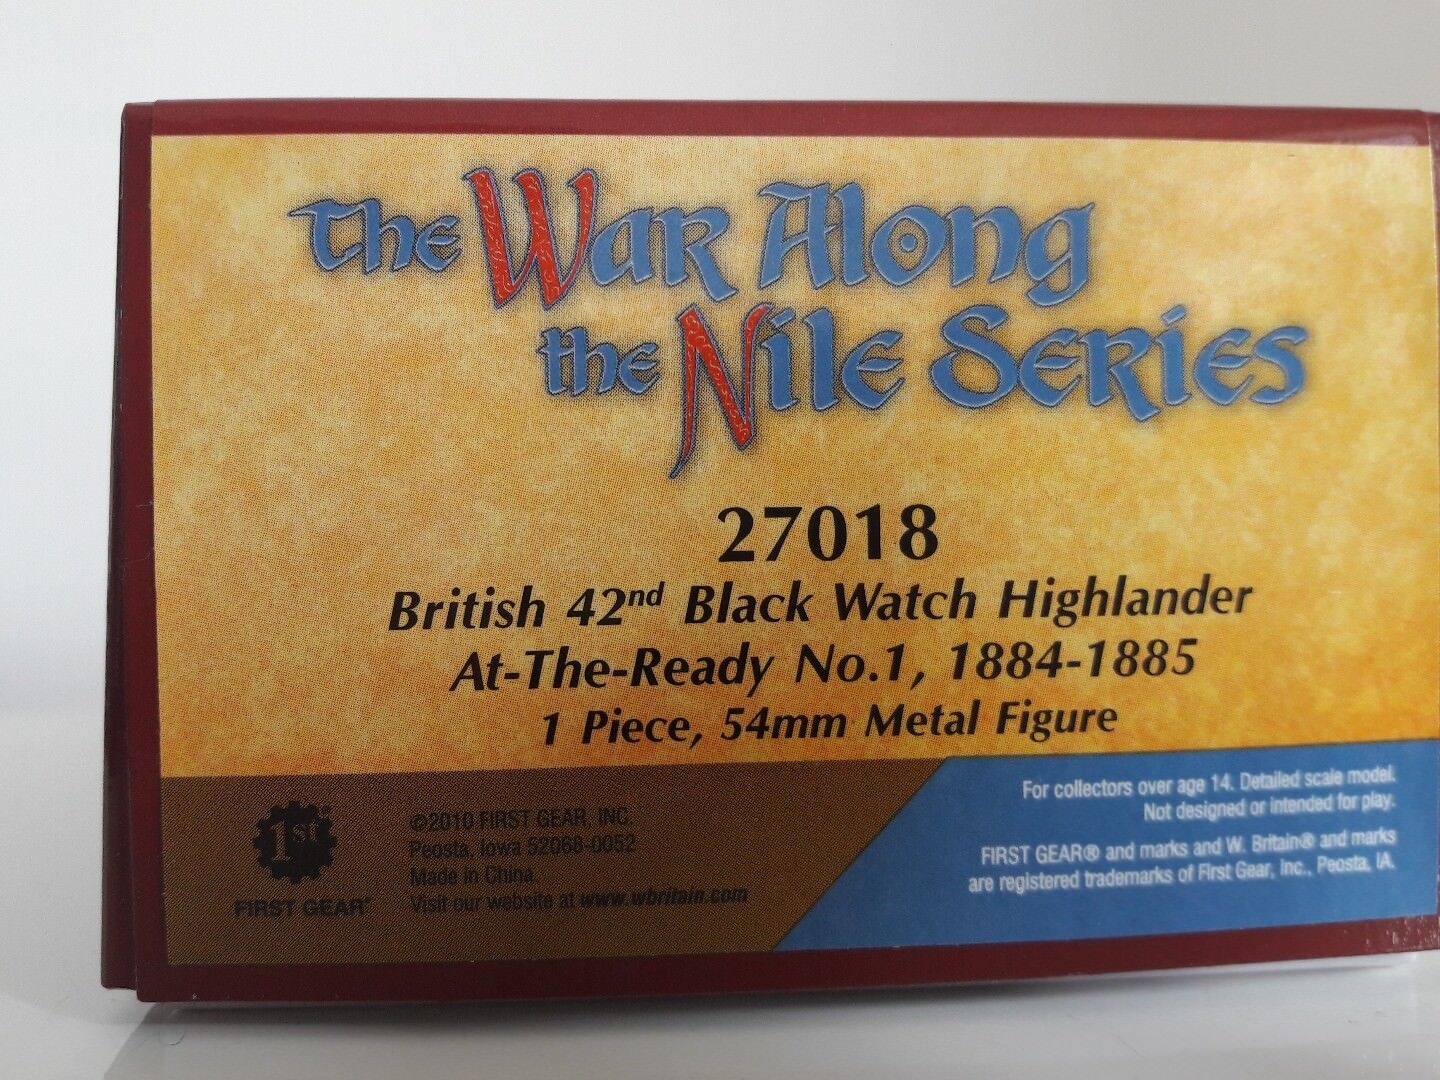 The War Along
the Nile Series
27018
British 42nd Black Watch Highlander
At-The-Ready No.1, 1884-1885
1 Piece, 54mm Metal Figure
1st
FIRST GEAR®
©2010 FIRST GEAR, INC.
Peosta, Iowa 52068-0052
Made in China
Visit our website at www.wbritain.com
For collectors over age 14. Detailed scale model.
Not designed or intended for play.
FIRST GEAR® and marks and W. Britain® and marks
are registered trademarks of First Gear, Inc., Peosta, IA.